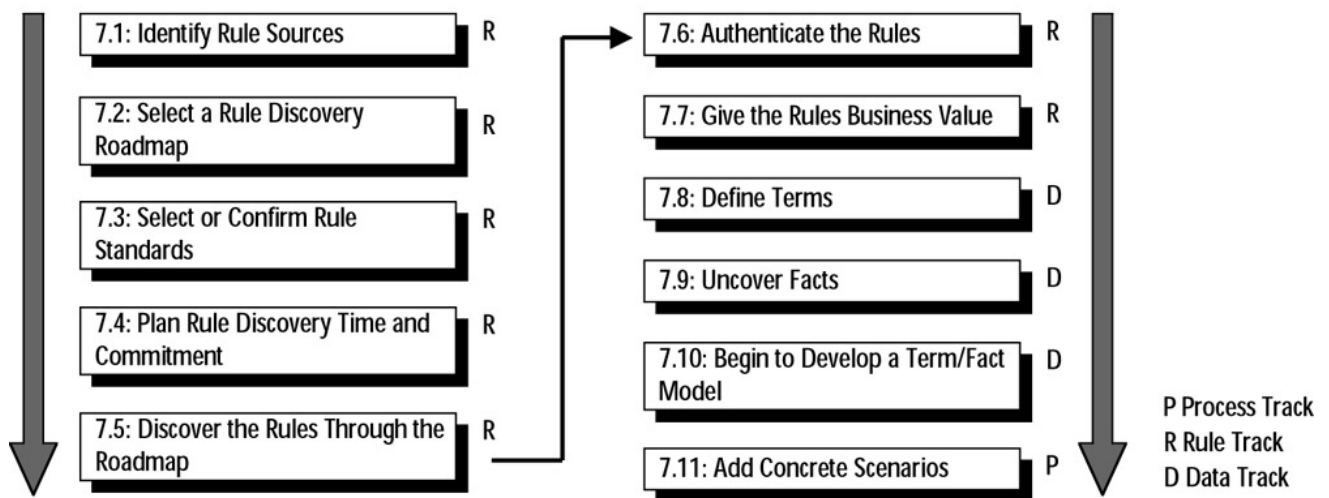 7.1: Identify Rule Sources
R
7.2: Select a Rule Discovery
Roadmap
R
7.3: Select or Confirm Rule
Standards
R
7.4: Plan Rule Discovery Time and
Commitment
R
7.5: Discover the Rules Through the
Roadmap
R
7.6: Authenticate the Rules
R
7.7: Give the Rules Business Value
R
7.8: Define Terms
D
7.9: Uncover Facts
D
7.10: Begin to Develop a Term/Fact
Model
D
7.11: Add Concrete Scenarios
P
P Process Track
R Rule Track
D Data Track